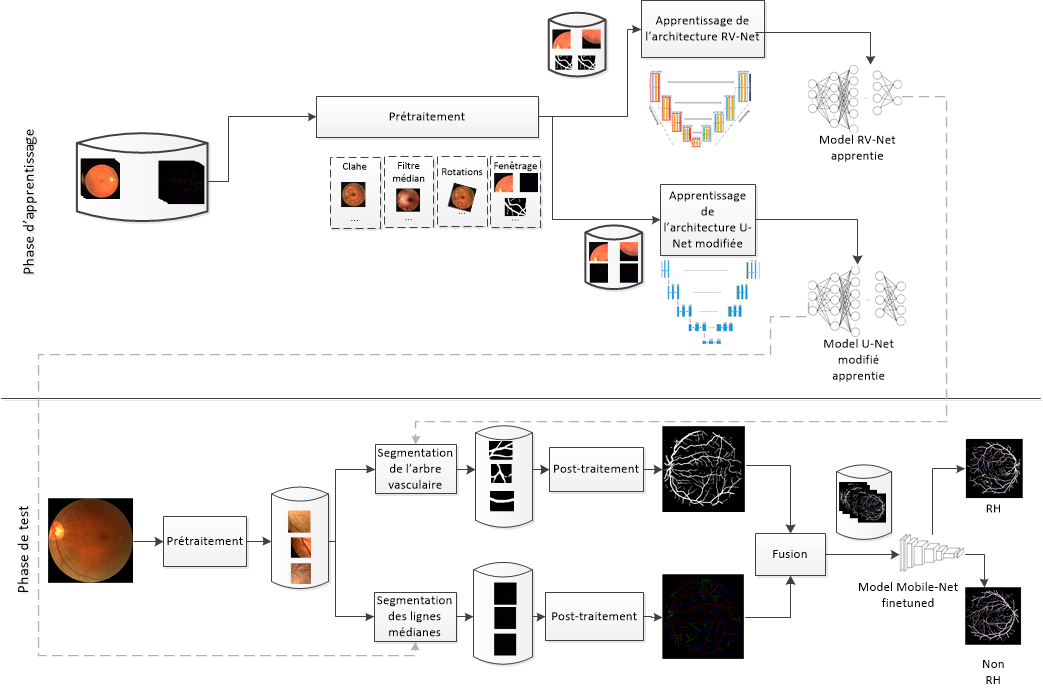 Phase d'apprentissage
Apprentissage de
l'architecture RV-Net
Prétraitement
Model RV-Net
apprentie
Clahe
...
Filtre
médian
...
Rotations
...
Fenêtrage
...
Apprentissage
de
l'architecture U-
Net modifiée
Model U-Net
modifié
apprentie
Phase de test
Prétraitement
Segmentation
de l'arbre
vasculaire
Post-traitement
Segmentation
des lignes
médianes
Post-traitement
Fusion
Model Mobile-Net
finetuned
RH
Non
RH